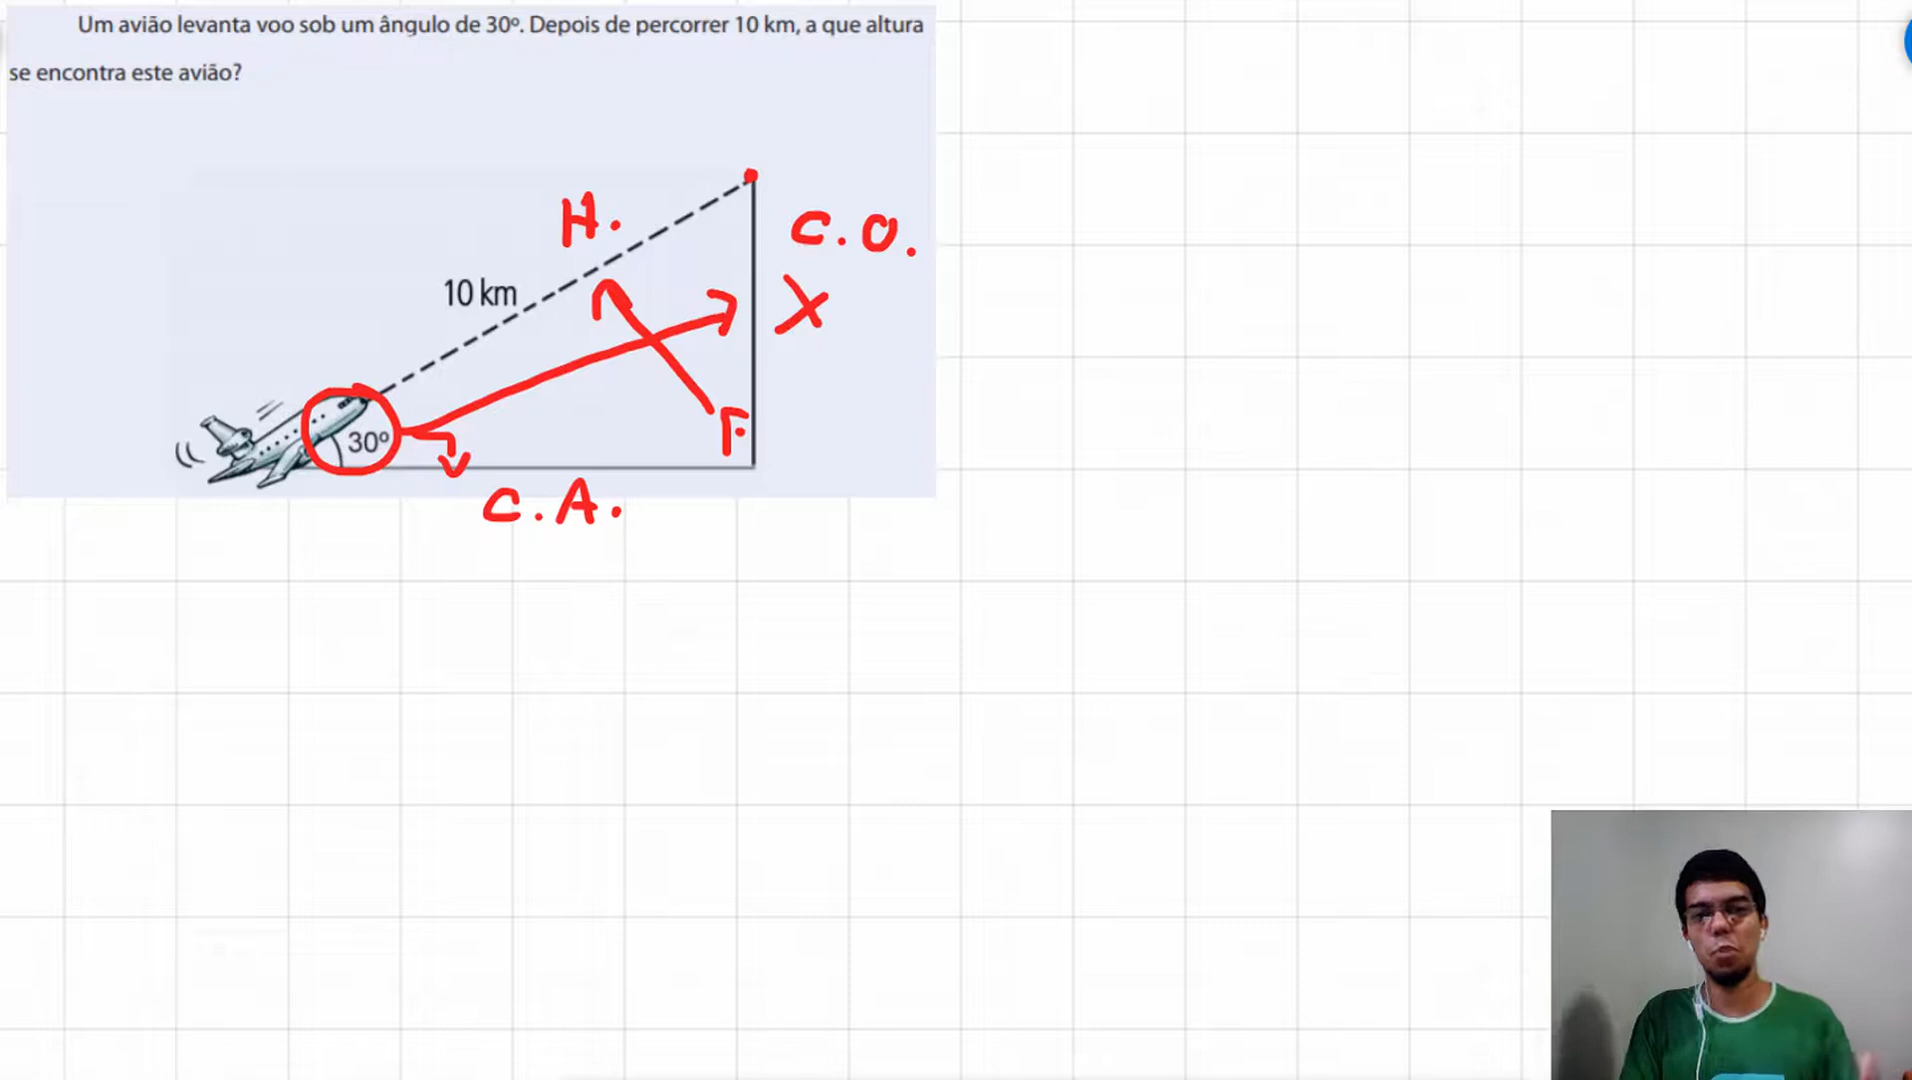 Um avião levanta voo sob um ângulo de 30º. Depois de percorrer 10 km, a que altura
se encontra este avião?
H.
C.O.
10 km
X
30º
C.A.